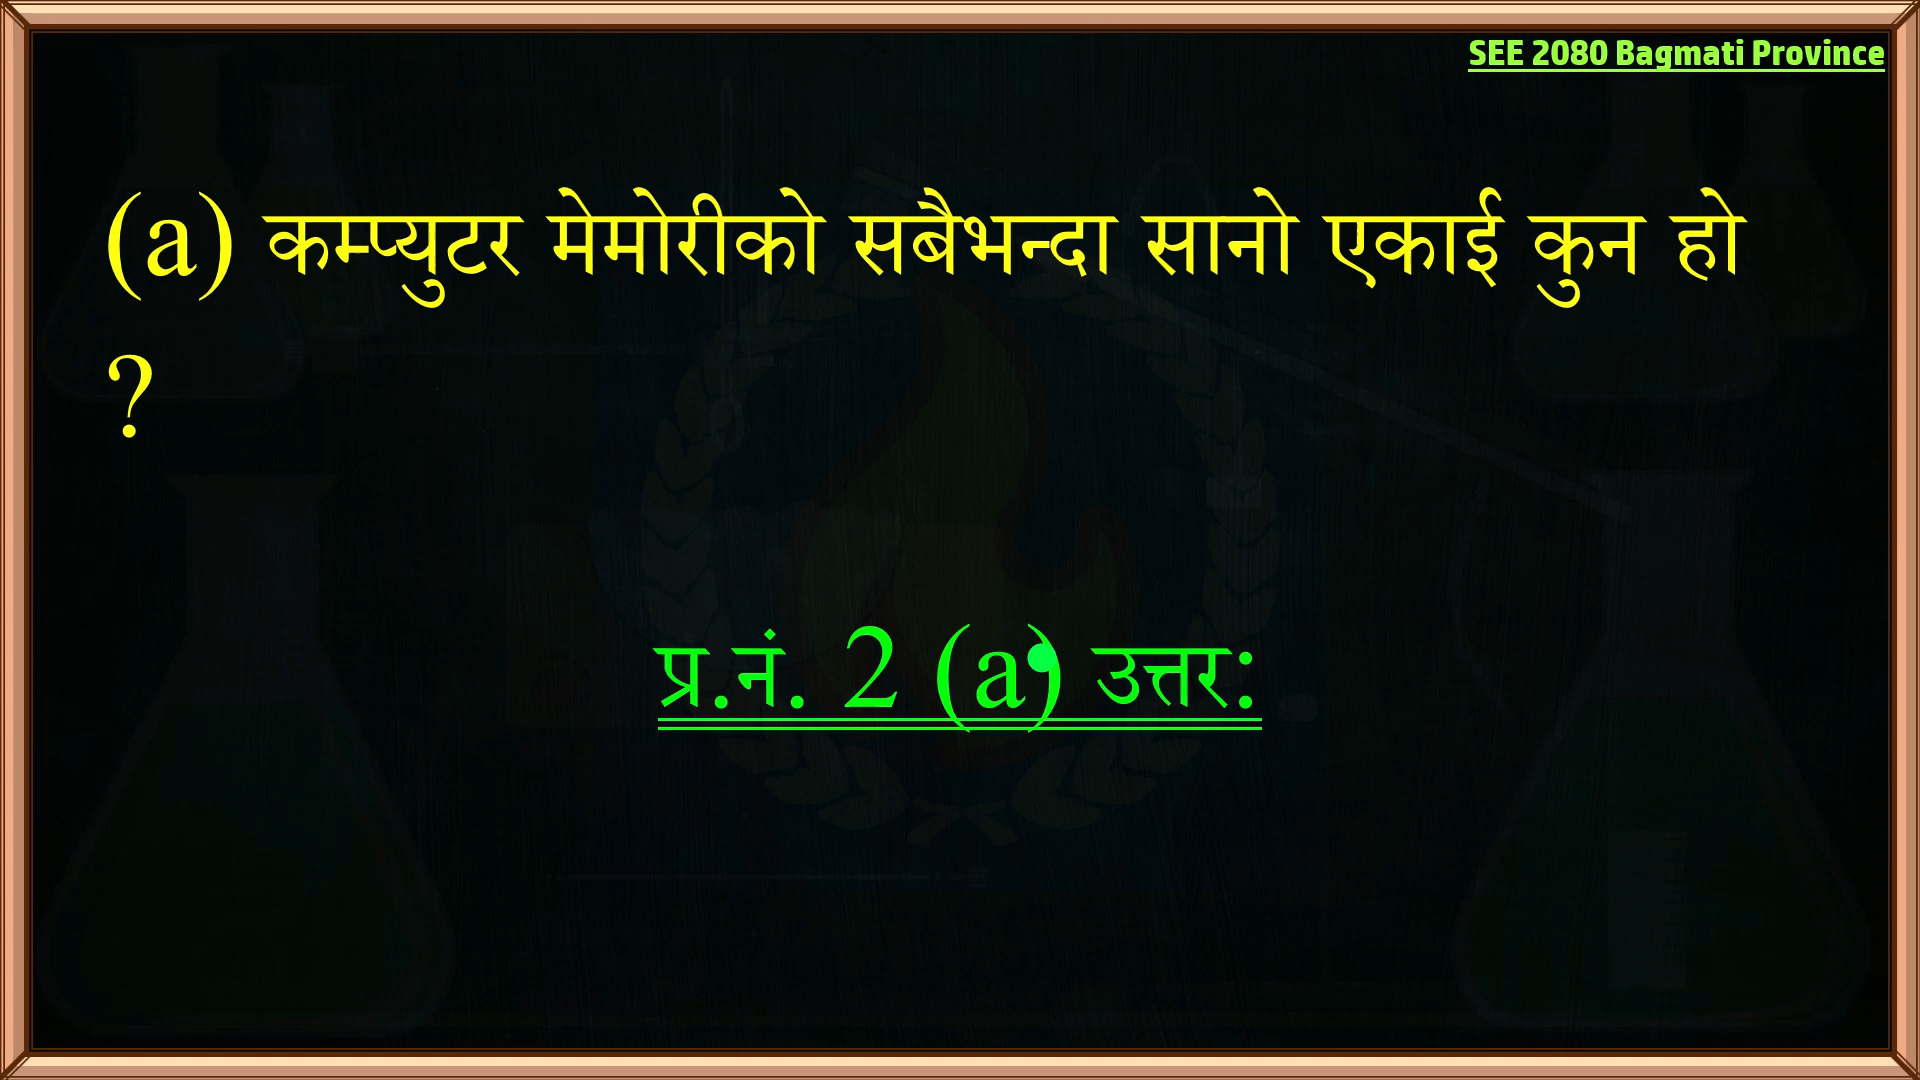 SEE 2080 Bagmati Province
(a) कम्प्युटर मेमोरीको सबैभन्दा सानो एकाई कुन हो
?
प्र.नं. 2 (a) उत्तर: